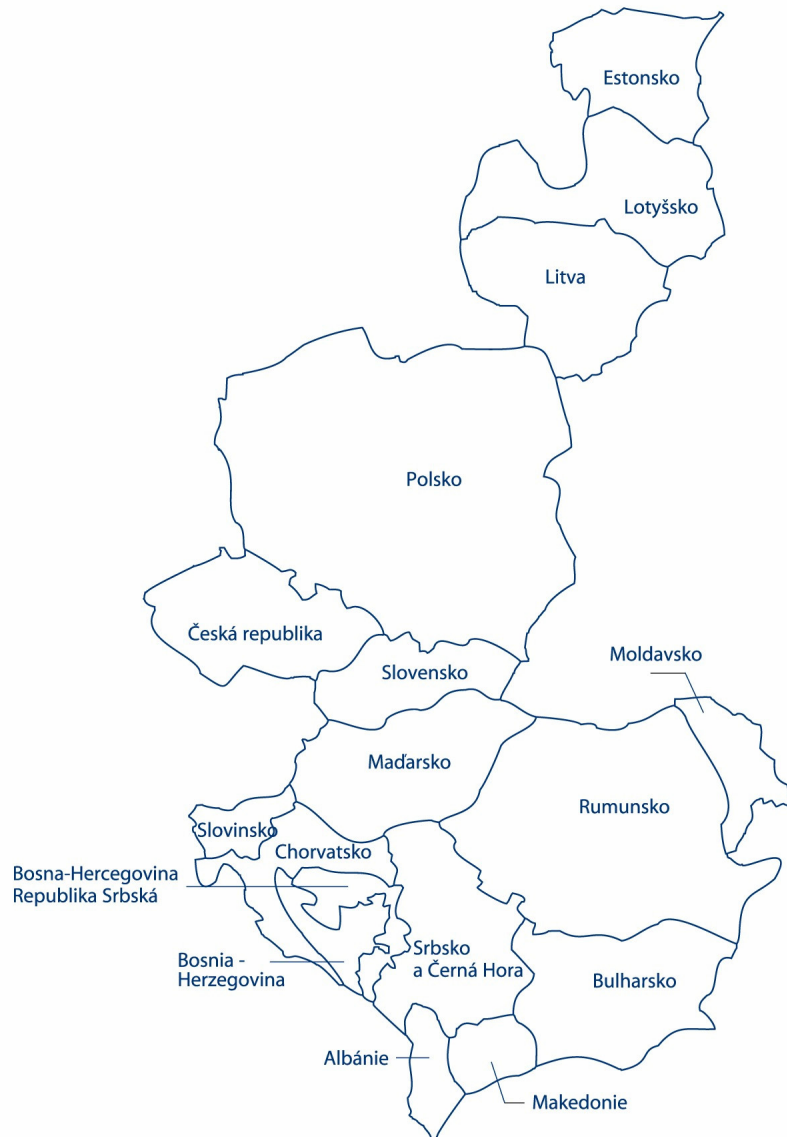 Estonsko
Lotyšsko
Litva
Polsko
Česká republika
Slovensko
Moldavsko
Maďarsko
Rumunsko
Slovinsko
Chorvatsko
Bosna-Hercegovina
Republika Srbská
Srbsko
a Černá Hora
Bosnia -
Herzegovina
Bulharsko
Albánie
Makedonie